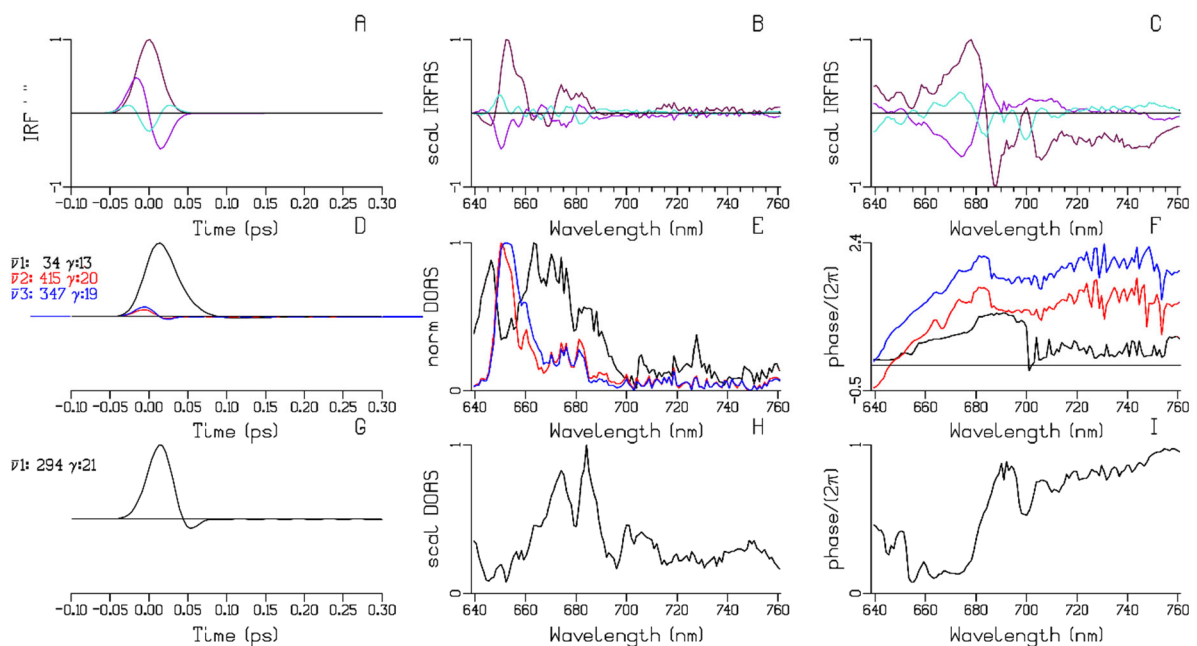 A
B
C
1
IRF
-1
-0.10 -0.05 0.00 0.05 0.10 0.15 0.20 0.25 0.30
Time (ps)
1
scal IRFAS
-1
640 660 680 700 720 740 760
Wavelength (nm)
1
scal IRFAS
-1
640 660 680 700 720 740 760
Wavelength (nm)
D
E
F
ν̅1: 34 γ:13
ν̅2: 415 γ:20
ν̅3: 347 γ:19
-0.10 -0.05 0.00 0.05 0.10 0.15 0.20 0.25 0.30
Time (ps)
1
norm DOAS
0
640 660 680 700 720 740 760
Wavelength (nm)
2.4
phase/(2π)
-0.5
640 660 680 700 720 740 760
Wavelength (nm)
G
H
I
ν̅1: 294 γ:21
-0.10 -0.05 0.00 0.05 0.10 0.15 0.20 0.25 0.30
Time (ps)
1
scal DOAS
0
640 660 680 700 720 740 760
Wavelength (nm)
1
phase/(2π)
0
640 660 680 700 720 740 760
Wavelength (nm)